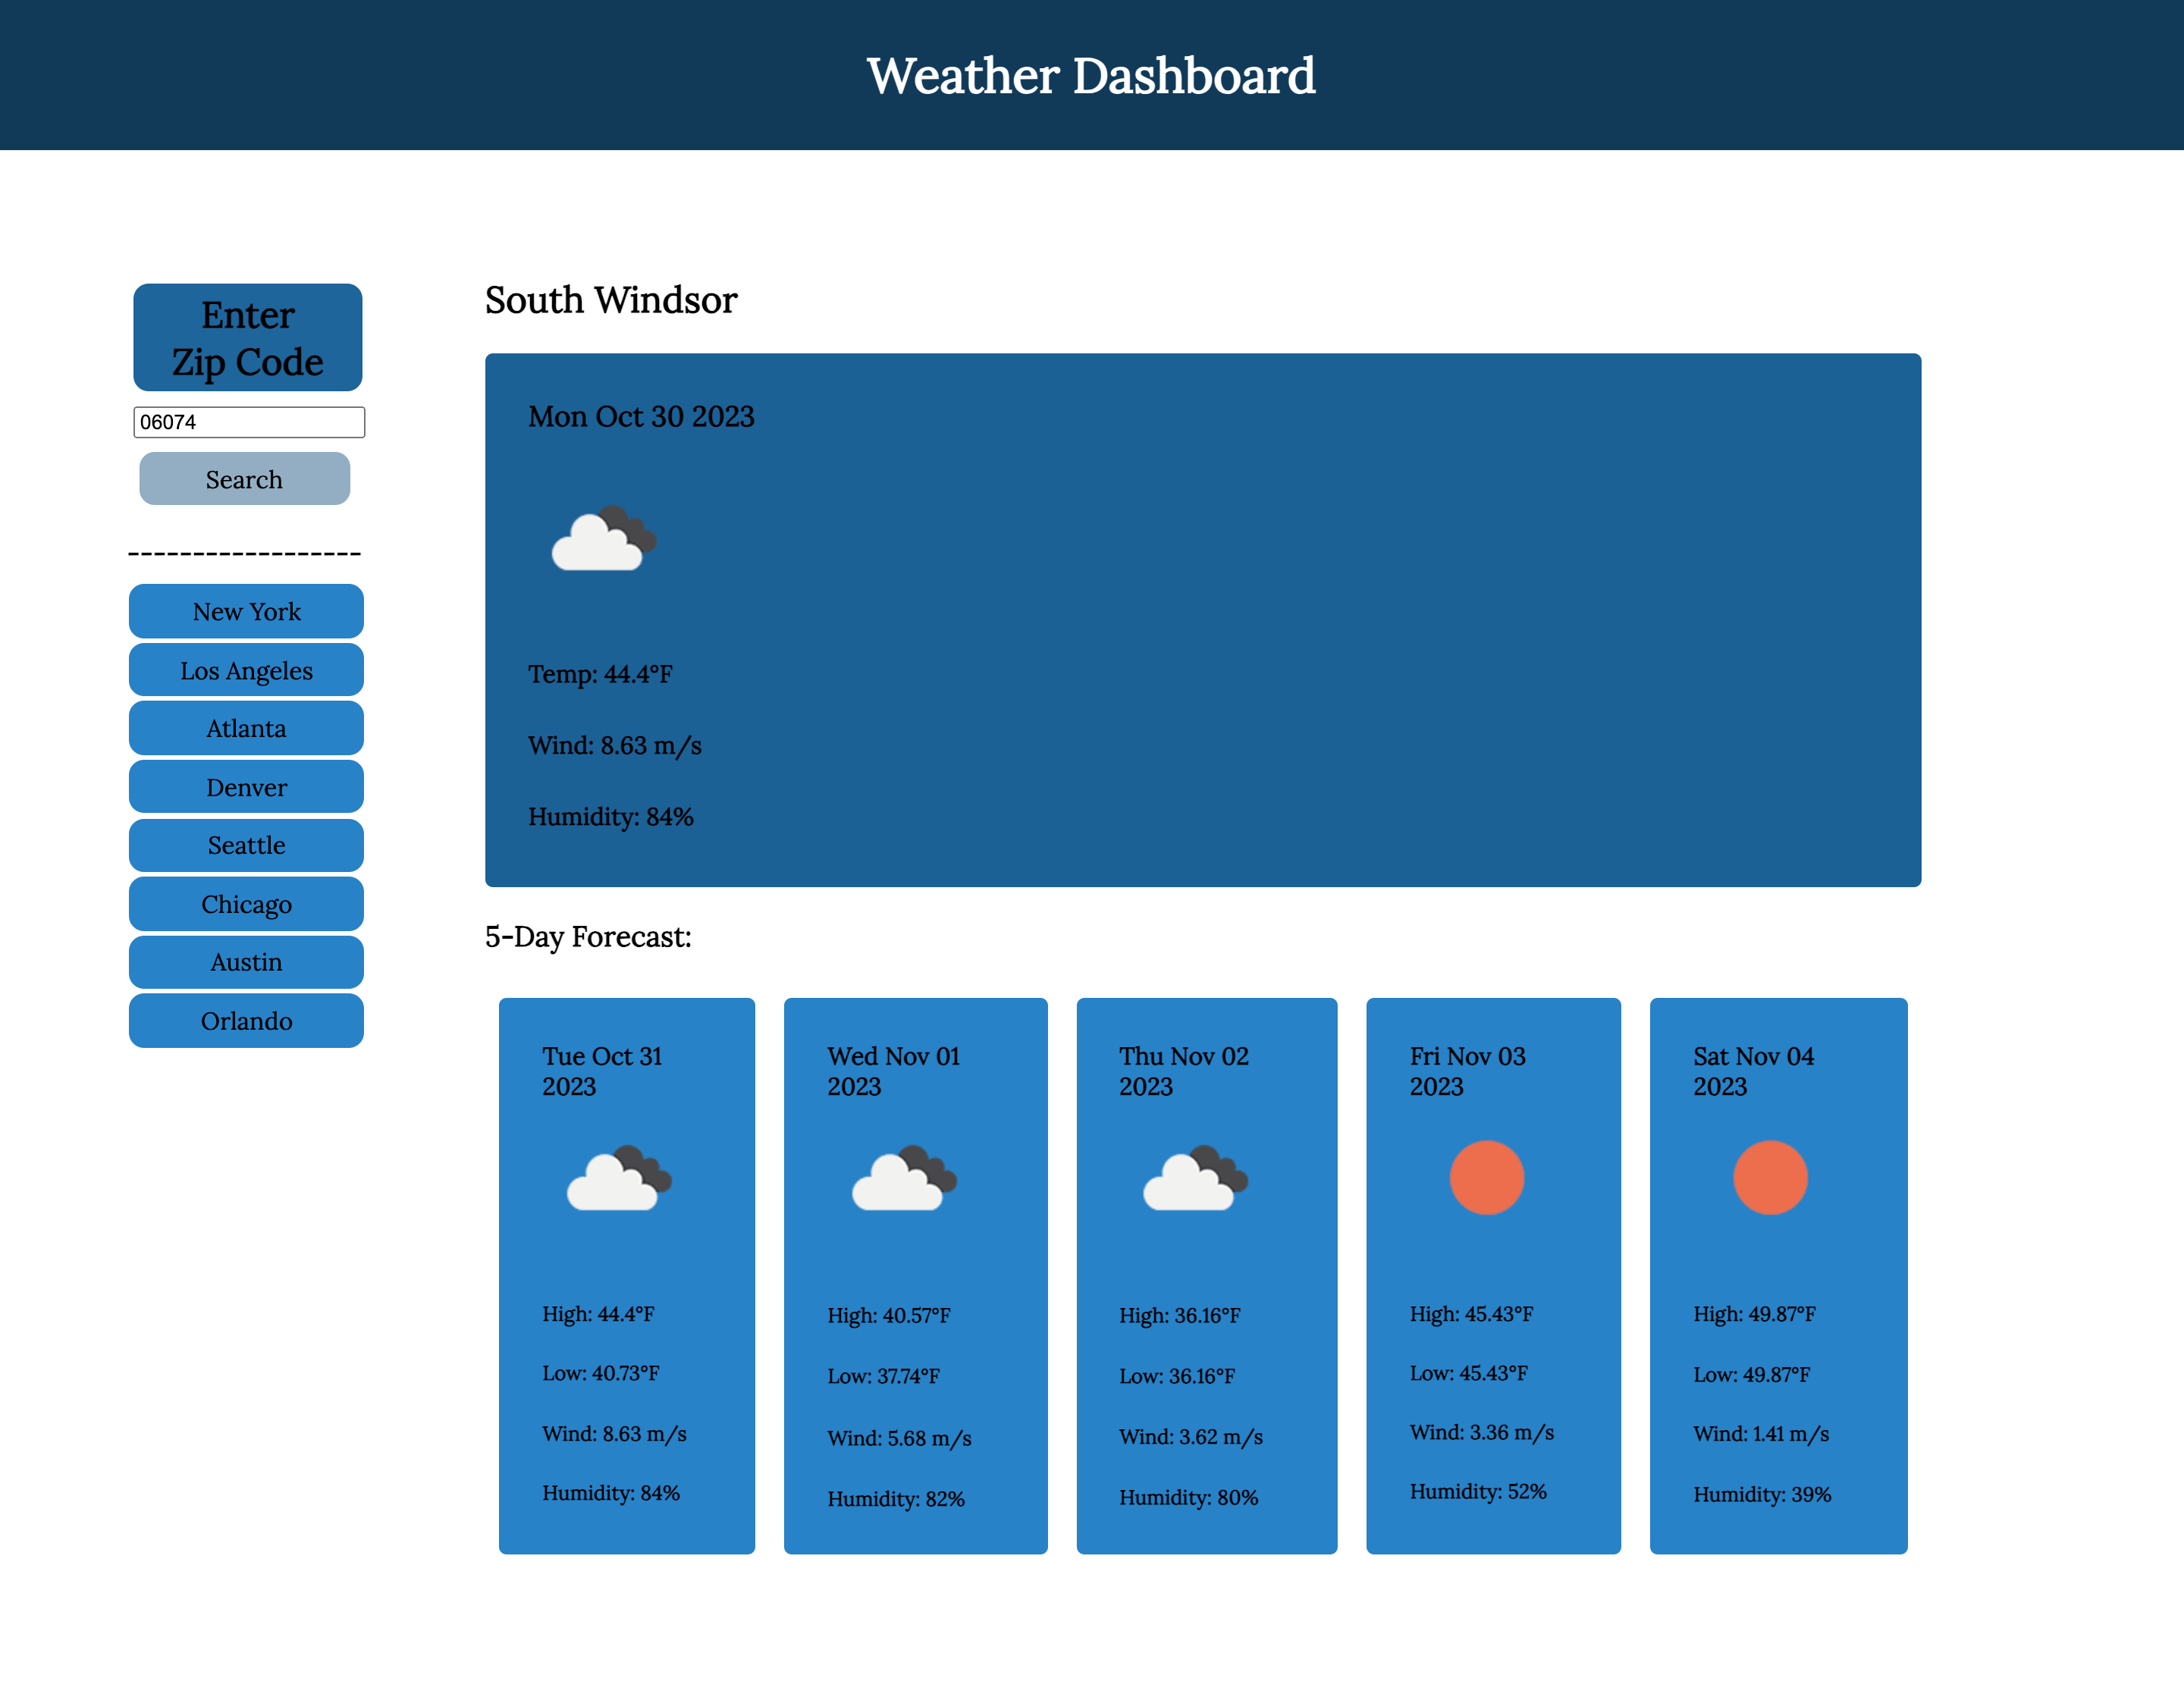 Weather Dashboard
Enter
Zip Code
06074
Search
------------------
New York
Los Angeles
Atlanta
Denver
Seattle
Chicago
Austin
Orlando
South Windsor
Mon Oct 30 2023
Temp: 44.4°F
Wind: 8.63 m/s
Humidity: 84%
5-Day Forecast:
Tue Oct 31
2023
High: 44.4°F
Low: 40.73°F
Wind: 8.63 m/s
Humidity: 84%
Wed Nov 01
2023
High: 40.57°F
Low: 37.74°F
Wind: 5.68 m/s
Humidity: 82%
Thu Nov 02
2023
High: 36.16°F
Low: 36.16°F
Wind: 3.62 m/s
Humidity: 80%
Fri Nov 03
2023
High: 45.43°F
Low: 45.43°F
Wind: 3.36 m/s
Humidity: 52%
Sat Nov 04
2023
High: 49.87°F
Low: 49.87°F
Wind: 1.41 m/s
Humidity: 39%